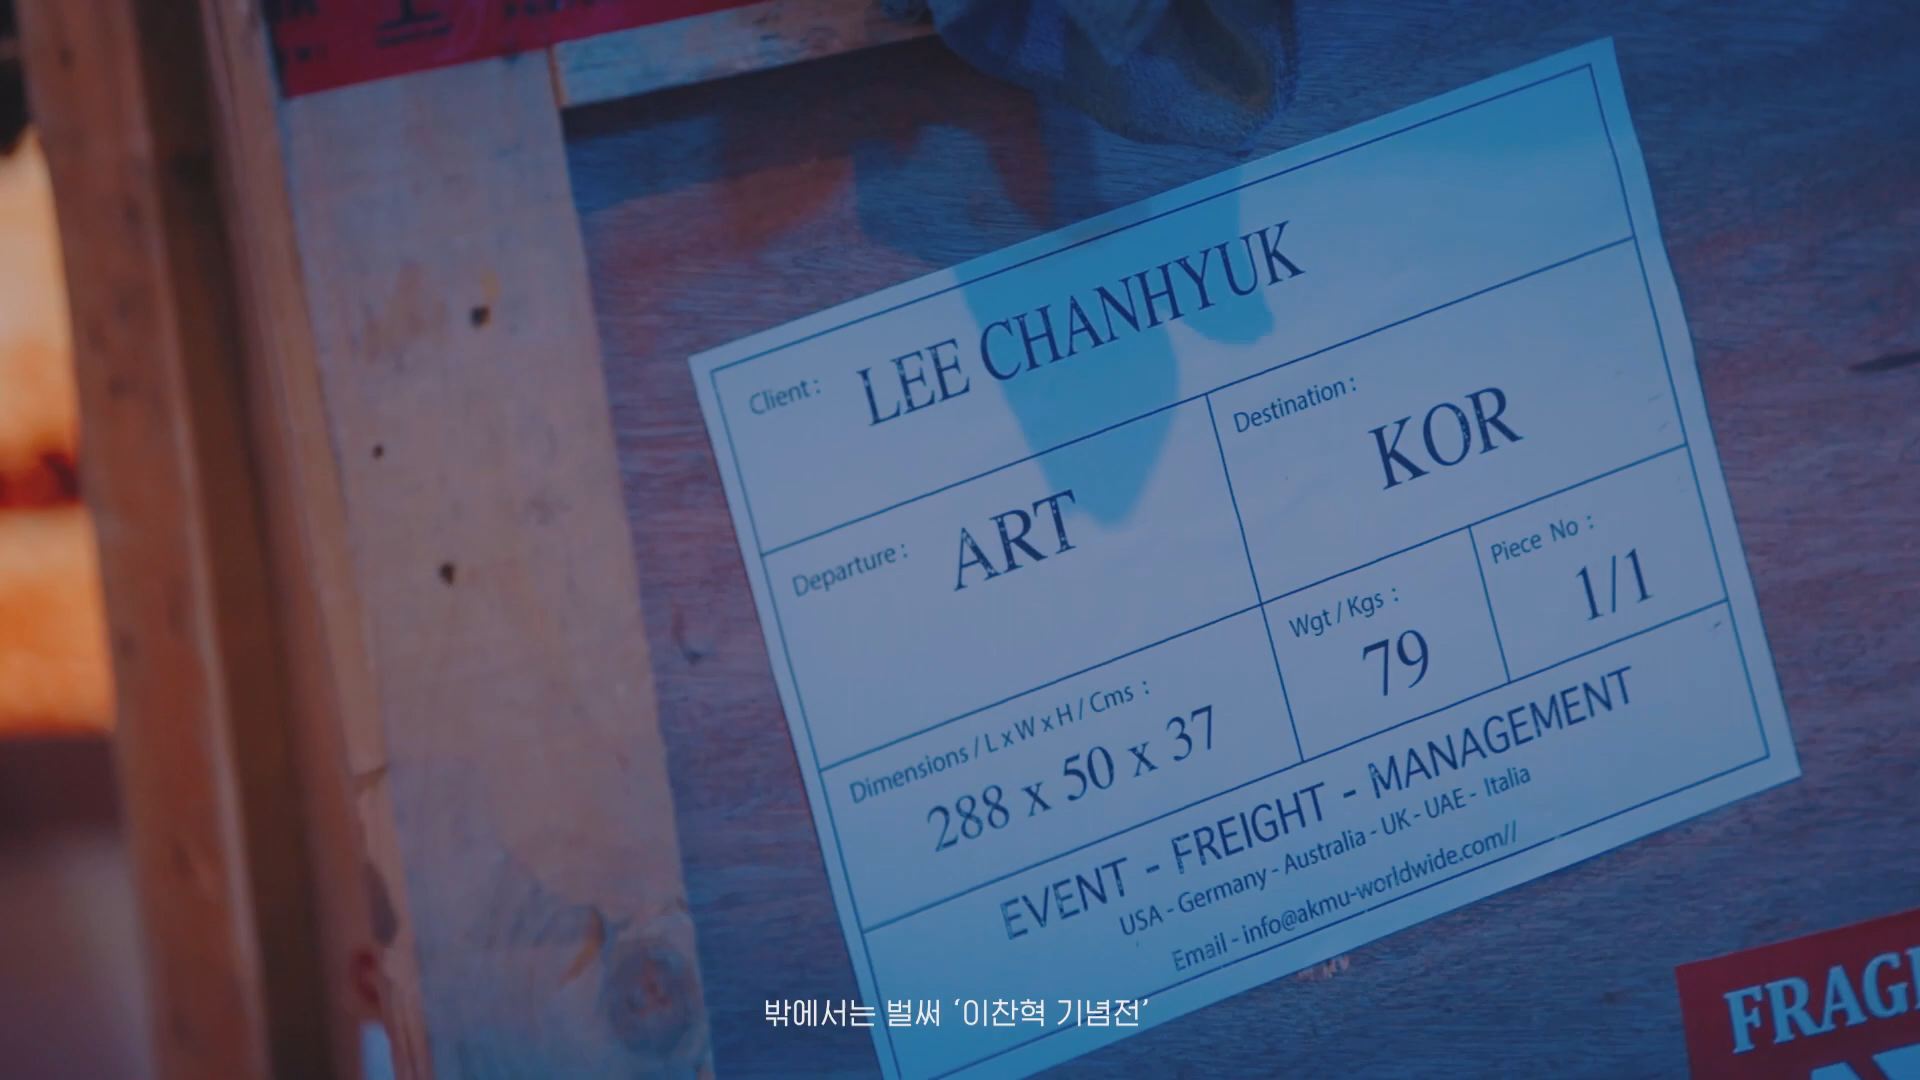 Client : LEE CHANHYUK
Departure : ART
Destination : KOR
Dimensions / L x W x H / Cms :
288 x 50 x 37
Wgt / Kgs :
79
Piece No :
1/1
EVENT - FREIGHT - MANAGEMENT
USA - Germany - Australia - UK - UAE - Italia
Email - info@akmu-worldwide.com//
FRAGI
밖에서는 벌써 ‘이찬혁 기념전’